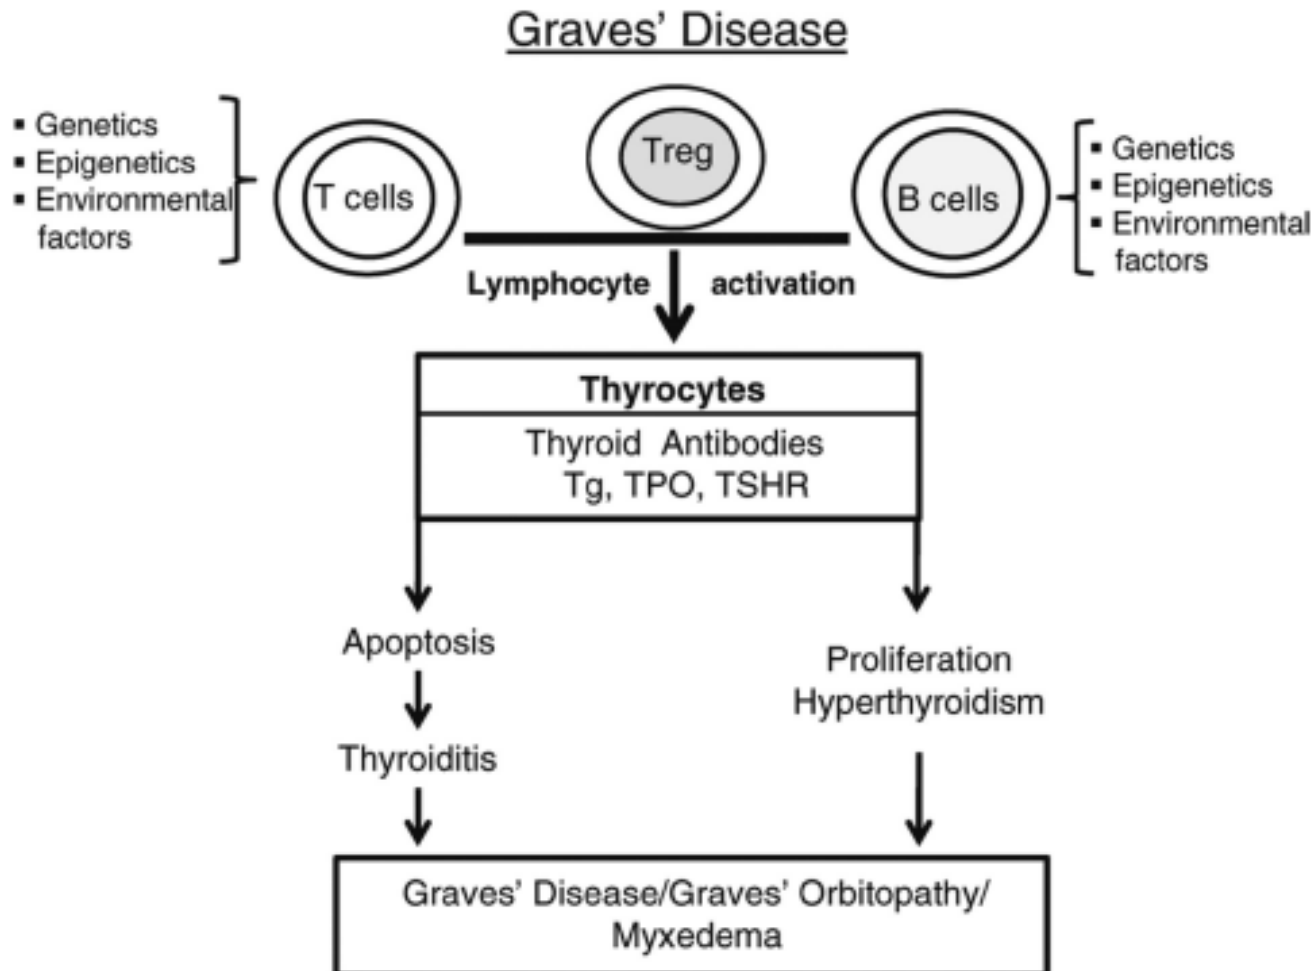 Graves' Disease
▪ Genetics
▪ Epigenetics
▪ Environmental
factors
T cells
Treg
B cells
▪ Genetics
▪ Epigenetics
▪ Environmental
factors
Lymphocyte activation
Thyrocytes
Thyroid Antibodies
Tg, TPO, TSHR
Apoptosis
Thyroiditis
Proliferation
Hyperthyroidism
Graves' Disease/Graves' Orbitopathy/
Myxedema